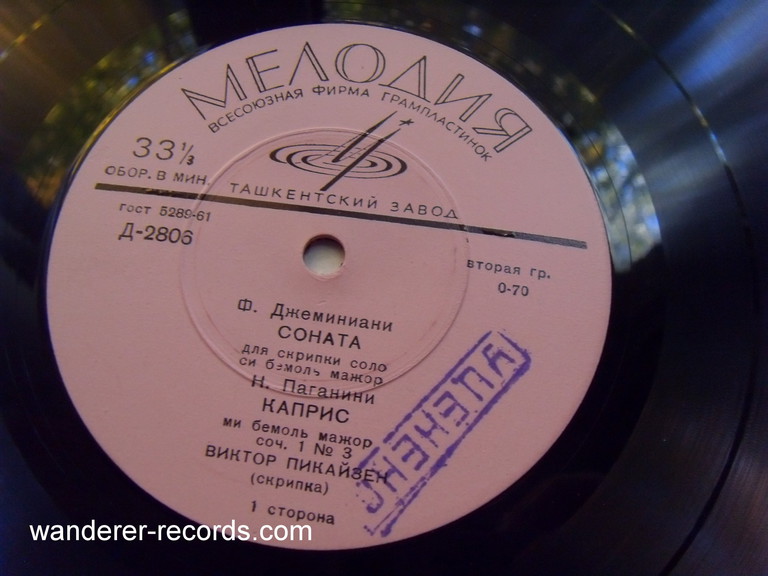 МЕЛОДИЯ
ВСЕСОЮЗНАЯ ФИРМА ГРАМПЛАСТИНОК
33⅓
ОБОР. В МИН.
ТАШКЕНТСКИЙ ЗАВОД
ГОСТ 5289-61
Д-2806
вторая гр.
0-70
Ф. Джеминиани
СОНАТА
для скрипки соло
си бемоль мажор
Н. Паганини
КАПРИС
ми бемоль мажор,
соч. 1 № 3
ВИКТОР ПИКАЙЗЕН
(скрипка)
1 сторона
УЦЕНЕНО
wanderer-records.com